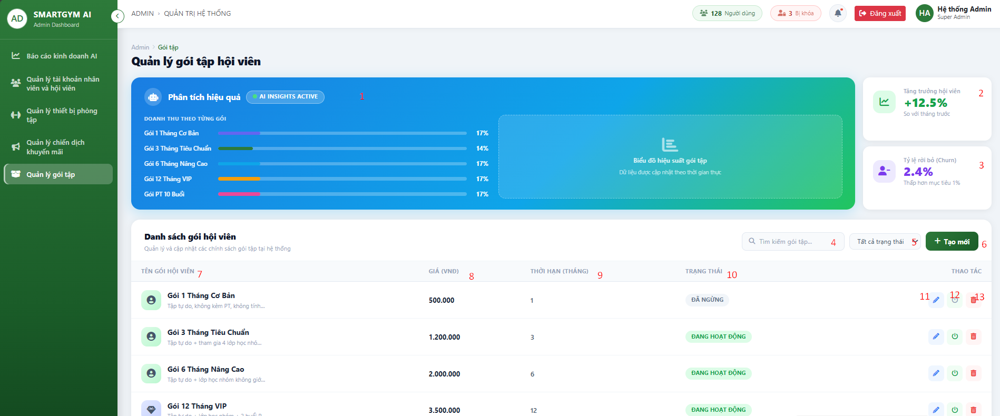 AD
SMARTGYM AI
Admin Dashboard
Báo cáo kinh doanh AI
Quản lý tài khoản nhân
viên và hội viên
Quản lý thiết bị phòng
tập
Quản lý chiến dịch
khuyến mãi
Quản lý gói tập
ADMIN › QUẢN TRỊ HỆ THỐNG
128 Người dùng
3 Bị khóa
Đăng xuất
HA
Hệ thống Admin
Super Admin
Admin › Gói tập
Quản lý gói tập hội viên
Phân tích hiệu quả
AI INSIGHTS ACTIVE
1
DOANH THU THEO TỪNG GÓI
Gói 1 Tháng Cơ Bản 17%
Gói 3 Tháng Tiêu Chuẩn 14%
Gói 6 Tháng Nâng Cao 17%
Gói 12 Tháng VIP 17%
Gói PT 10 Buổi 17%
Biểu đồ hiệu suất gói tập
Dữ liệu được cập nhật theo thời gian thực
Tăng trưởng hội viên 2
+12.5%
So với tháng trước
Tỷ lệ rời bỏ (Churn) 3
2.4%
Thấp hơn mục tiêu 1%
Danh sách gói hội viên
Quản lý và cập nhật các chính sách gói tập tại hệ thống
Tìm kiếm gói tập... 4
Tất cả trạng thái 5
+ Tạo mới 6
TÊN GÓI HỘI VIÊN 7 GIÁ (VNĐ) 8 THỜI HẠN (THÁNG) 9 TRẠNG THÁI 10 THAO TÁC
Gói 1 Tháng Cơ Bản
Tập tự do, không kèm PT, không tính...
500.000 1 ĐÃ NGỪNG 11 12 13
Gói 3 Tháng Tiêu Chuẩn
Tập tự do + tham gia 4 lớp học nhó...
1.200.000 3 ĐANG HOẠT ĐỘNG
Gói 6 Tháng Nâng Cao
Tập tự do + lớp học nhóm không giớ...
2.000.000 6 ĐANG HOẠT ĐỘNG
Gói 12 Tháng VIP
Tập tự do + lớp học nhóm + 2 buổi P...
3.500.000 12 ĐANG HOẠT ĐỘNG